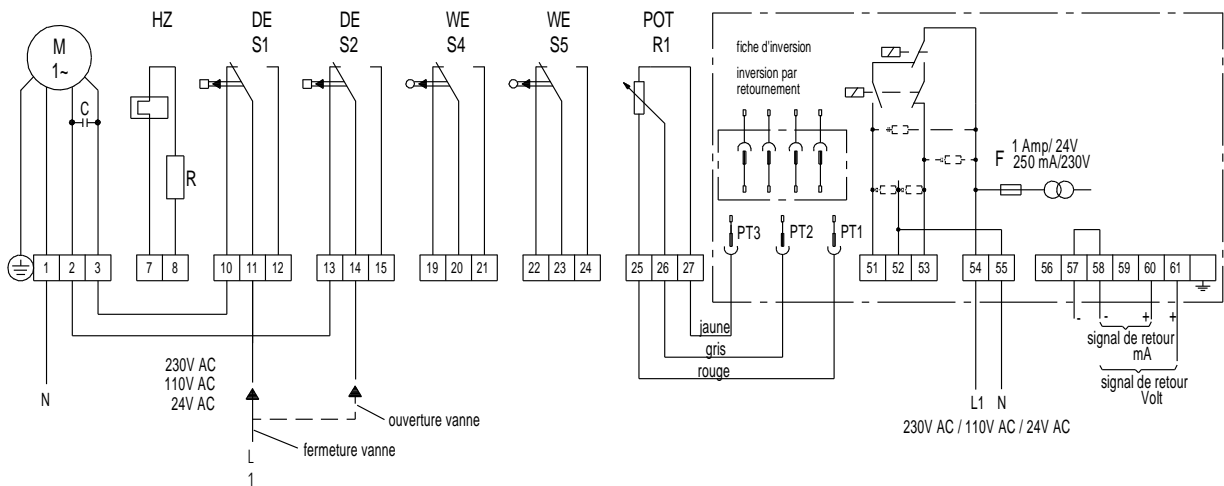 HZ
DE
S1
DE
S2
WE
S4
WE
S5
POT
R1
M
1~
C
R
fiche d'inversion
inversion par
retournement
F
1 Amp/ 24V
250 mA/230V
PT3
PT2
PT1
1 2 3
7 8
10 11 12
13 14 15
19 20 21
22 23 24
25 26 27
51 52 53
54 55
56 57 58 59 60 61
jaune
gris
rouge
- - + +
signal de retour
mA
signal de retour
Volt
230V AC
110V AC
24V AC
N
ouverture vanne
fermeture vanne
L
1
L1 N
230V AC / 110V AC / 24V AC